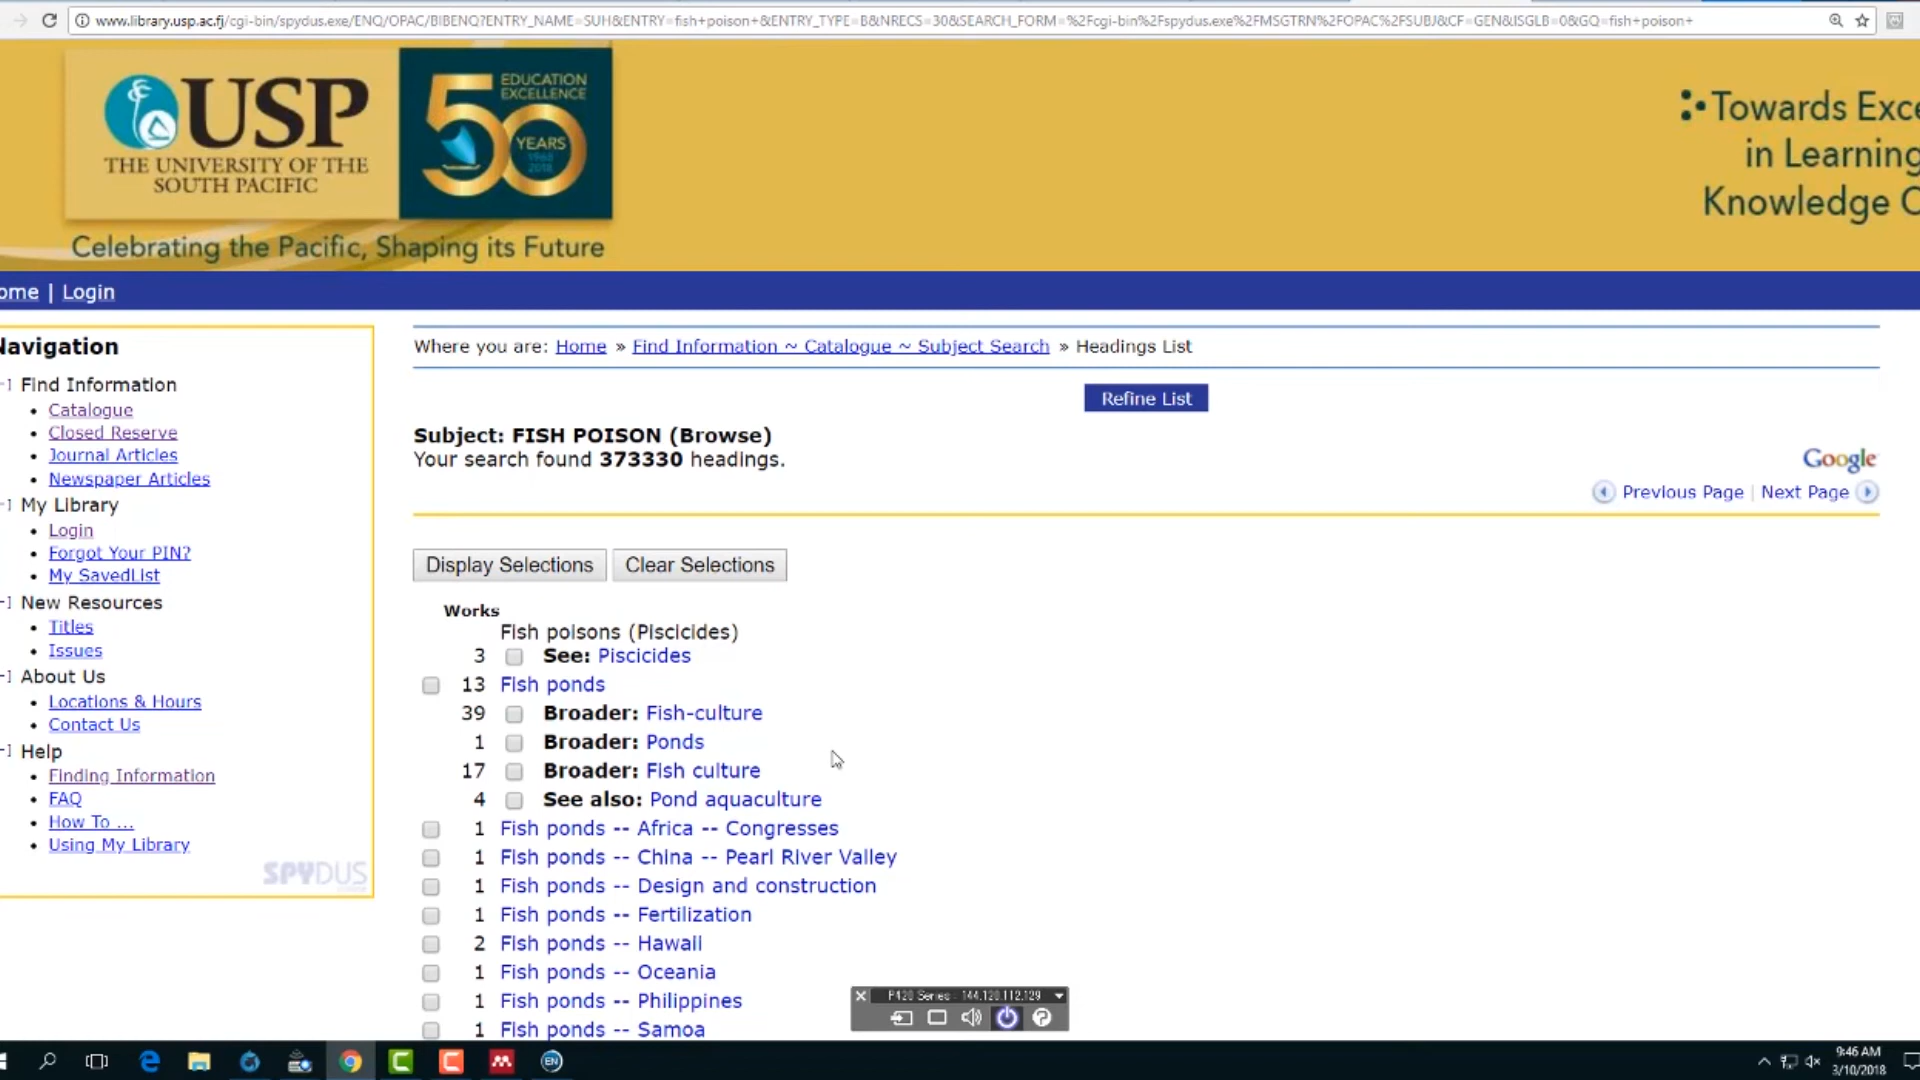 www.library.usp.ac.fj/cgi-bin/spydus.exe/ENQ/OPAC/BIBENQ?ENTRY_NAME=SUH&ENTRY=fish+poison+&ENTRY_TYPE=B&NRECS=30&SEARCH_FORM=%2Fcgi-bin%2Fspydus.exe%2FMSGTRN%2FOPAC%2FSUBJ&CF=GEN&ISGLB=0&GQ=fish+poison+
USP
THE UNIVERSITY OF THE
SOUTH PACIFIC
50
EDUCATION
EXCELLENCE
YEARS
1968
2018
Celebrating the Pacific, Shaping its Future
Towards Exce
in Learning
Knowledge C
ome | Login
Navigation
Find Information
Catalogue
Closed Reserve
Journal Articles
Newspaper Articles
My Library
Login
Forgot Your PIN?
My SavedList
New Resources
Titles
Issues
About Us
Locations & Hours
Contact Us
Help
Finding Information
FAQ
How To ...
Using My Library
SPYDUS
Where you are: Home » Find Information ~ Catalogue ~ Subject Search » Headings List
Refine List
Subject: FISH POISON (Browse)
Your search found 373330 headings.
Google
Previous Page | Next Page
Display Selections Clear Selections
Works
Fish poisons (Piscicides)
3 See: Piscicides
13 Fish ponds
39 Broader: Fish-culture
1 Broader: Ponds
17 Broader: Fish culture
4 See also: Pond aquaculture
1 Fish ponds -- Africa -- Congresses
1 Fish ponds -- China -- Pearl River Valley
1 Fish ponds -- Design and construction
1 Fish ponds -- Fertilization
2 Fish ponds -- Hawaii
1 Fish ponds -- Oceania
1 Fish ponds -- Philippines
1 Fish ponds -- Samoa
P420 Series : 144.120.112.129
EN
9:46 AM
3/10/2018